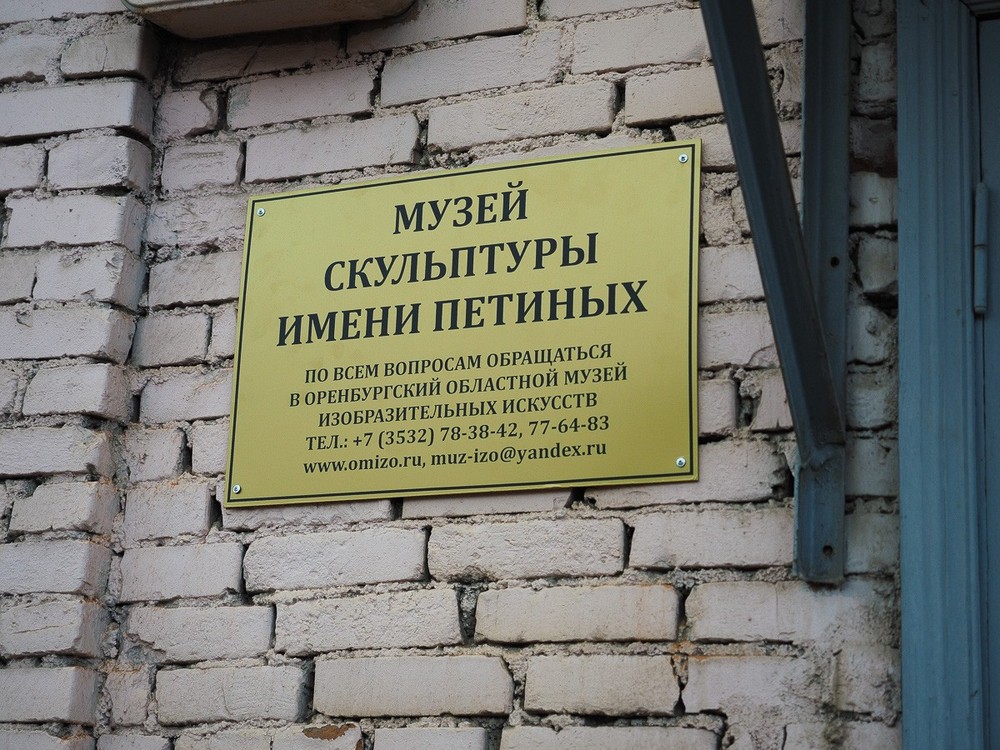 МУЗЕЙ
СКУЛЬПТУРЫ
ИМЕНИ ПЕТИНЫХ
ПО ВСЕМ ВОПРОСАМ ОБРАЩАТЬСЯ
В ОРЕНБУРГСКИЙ ОБЛАСТНОЙ МУЗЕЙ
ИЗОБРАЗИТЕЛЬНЫХ ИСКУССТВ
ТЕЛ.: +7 (3532) 78-38-42, 77-64-83
www.omizo.ru, muz-izo@yandex.ru